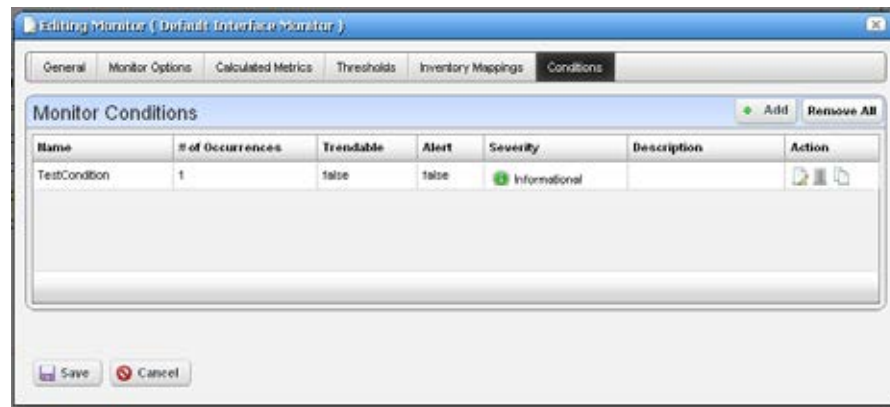 Editing Monitor ( Default Interface Monitor )
General Monitor Options Calculated Metrics Thresholds Inventory Mappings Conditions
Monitor Conditions Add Remove All
Name # of Occurrences Trendable Alert Severity Description Action
TestCondition 1 false false Informational
Save Cancel